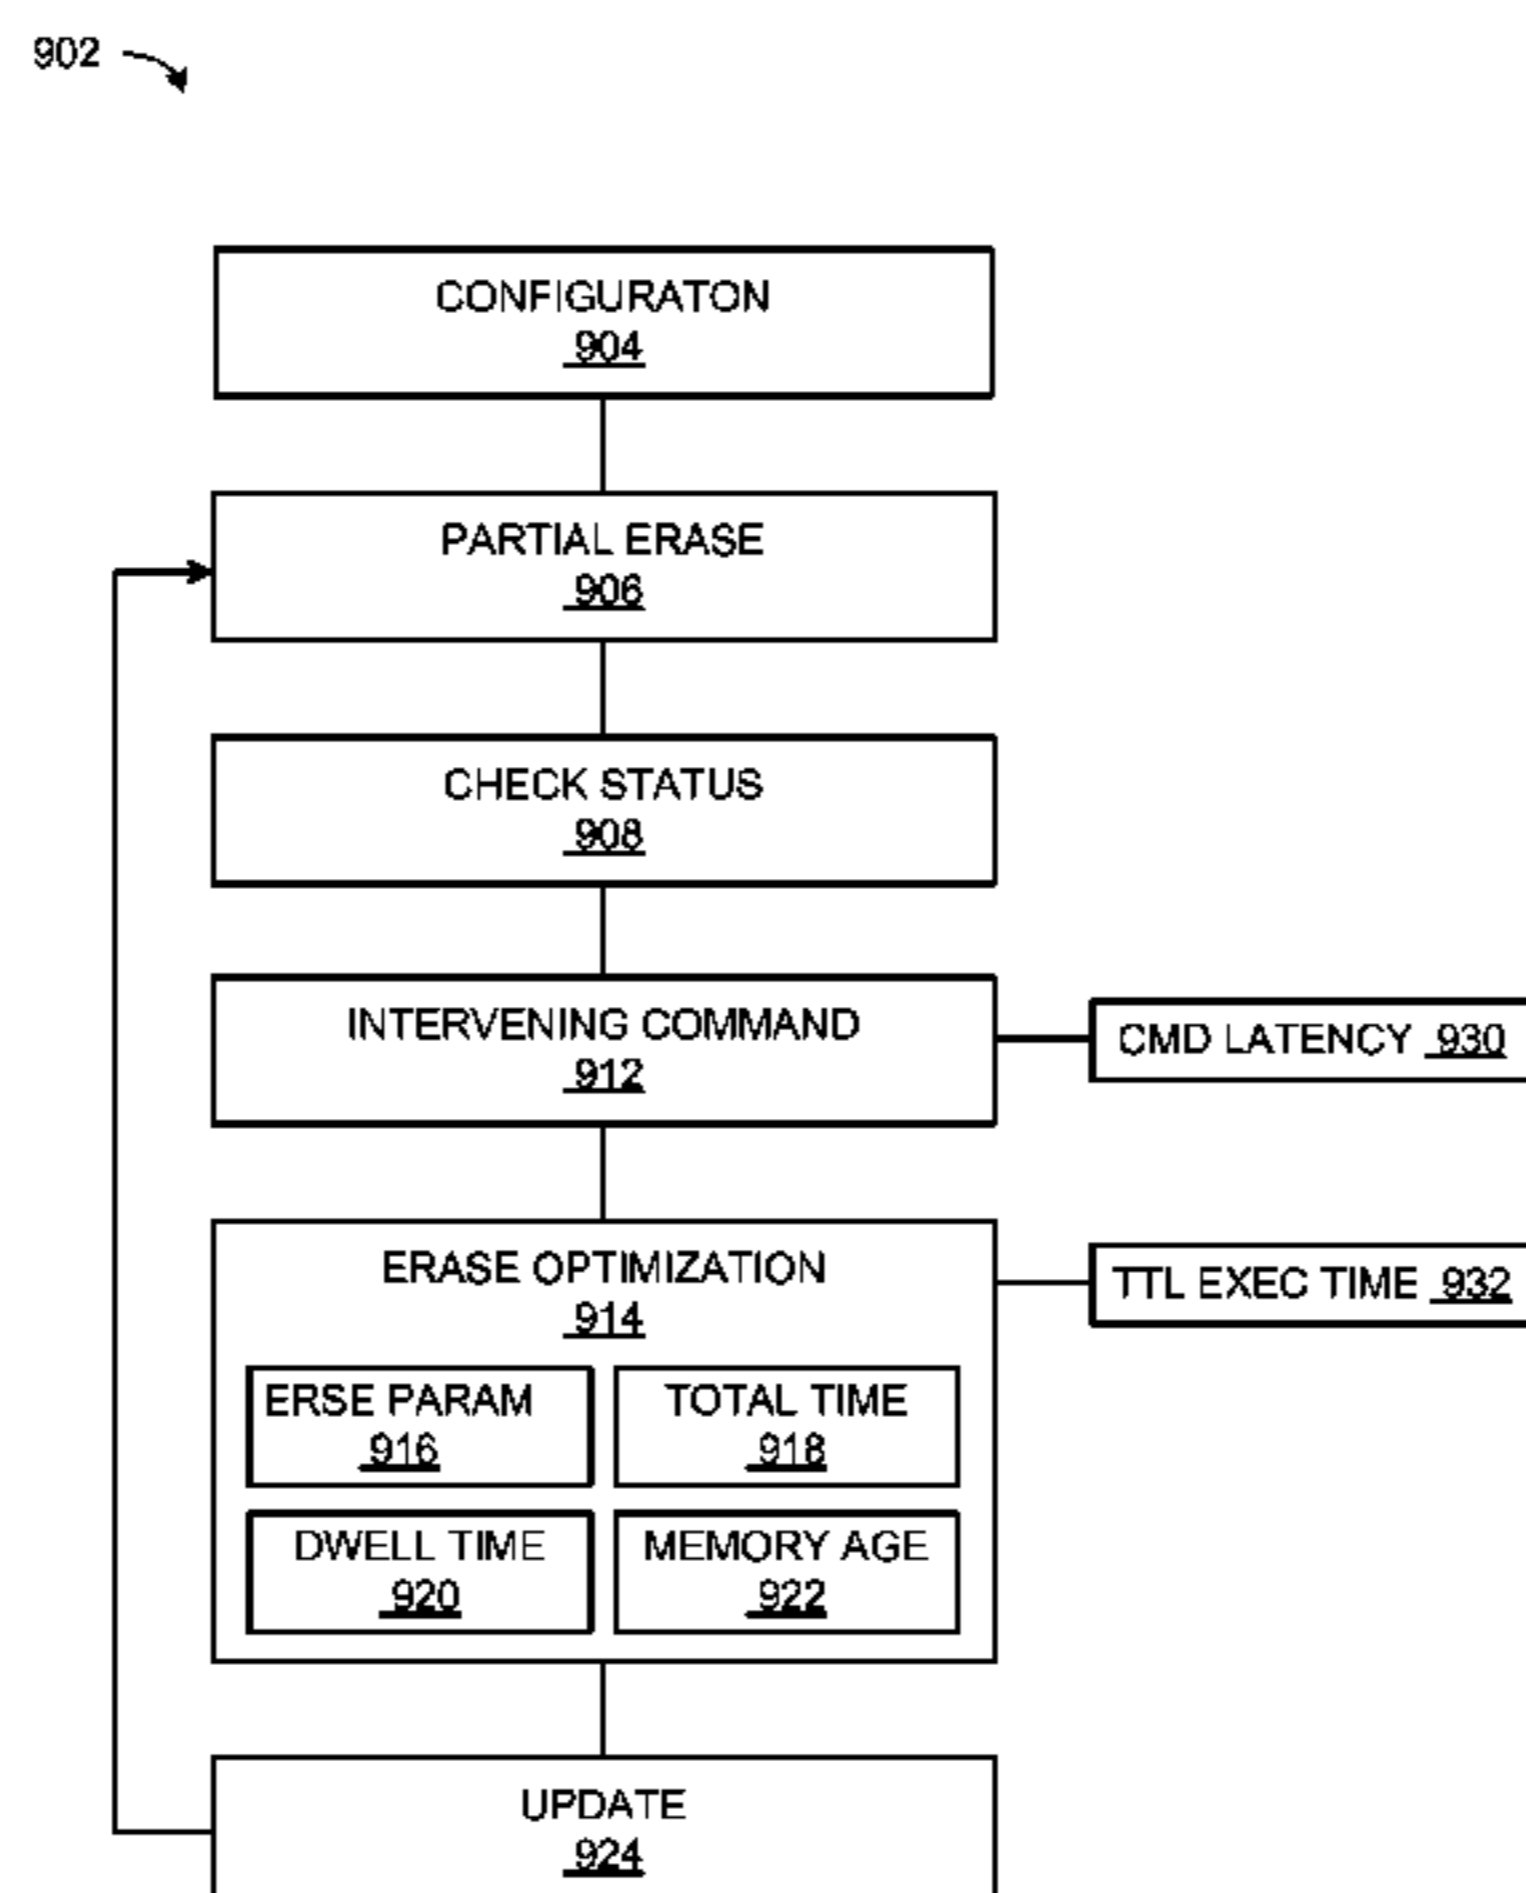 902
CONFIGURATON
904
PARTIAL ERASE
906
CHECK STATUS
908
INTERVENING COMMAND
912
CMD LATENCY 930
ERASE OPTIMIZATION
914
TTL EXEC TIME 932
ERSE PARAM
916
TOTAL TIME
918
DWELL TIME
920
MEMORY AGE
922
UPDATE
924